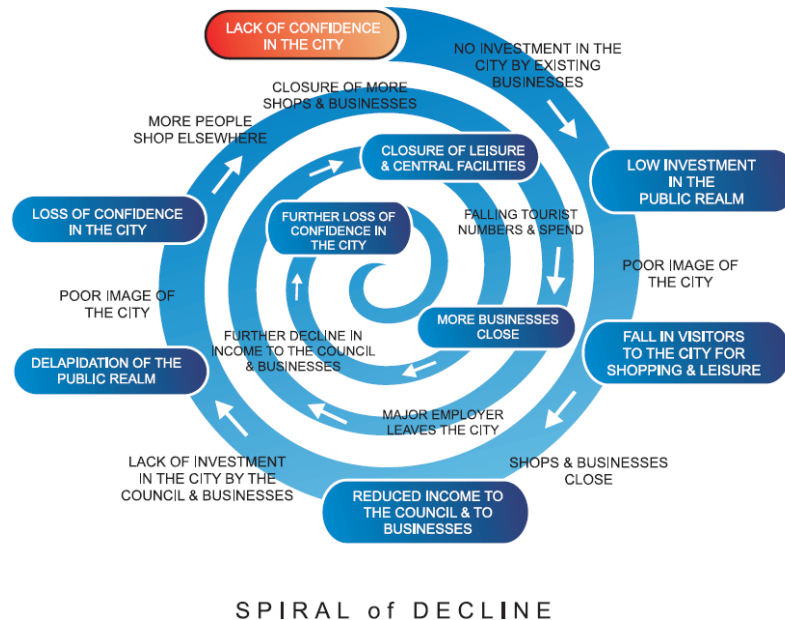 LACK OF CONFIDENCE
IN THE CITY
NO INVESTMENT IN THE
CITY BY EXISTING
BUSINESSES
LOW INVESTMENT
IN THE
PUBLIC REALM
POOR IMAGE OF
THE CITY
FALL IN VISITORS
TO THE CITY FOR
SHOPPING & LEISURE
SHOPS & BUSINESSES
CLOSE
REDUCED INCOME TO
THE COUNCIL & TO
BUSINESSES
LACK OF INVESTMENT
IN THE CITY BY THE
COUNCIL & BUSINESSES
DELAPIDATION OF THE
PUBLIC REALM
POOR IMAGE OF
THE CITY
LOSS OF CONFIDENCE
IN THE CITY
MORE PEOPLE
SHOP ELSEWHERE
CLOSURE OF MORE
SHOPS & BUSINESSES
FALLING TOURIST
NUMBERS & SPEND
MAJOR EMPLOYER
LEAVES THE CITY
CLOSURE OF LEISURE
& CENTRAL FACILITIES
MORE BUSINESSES
CLOSE
FURTHER DECLINE IN
INCOME TO THE COUNCIL
& BUSINESSES
FURTHER LOSS OF
CONFIDENCE IN
THE CITY
SPIRAL of DECLINE